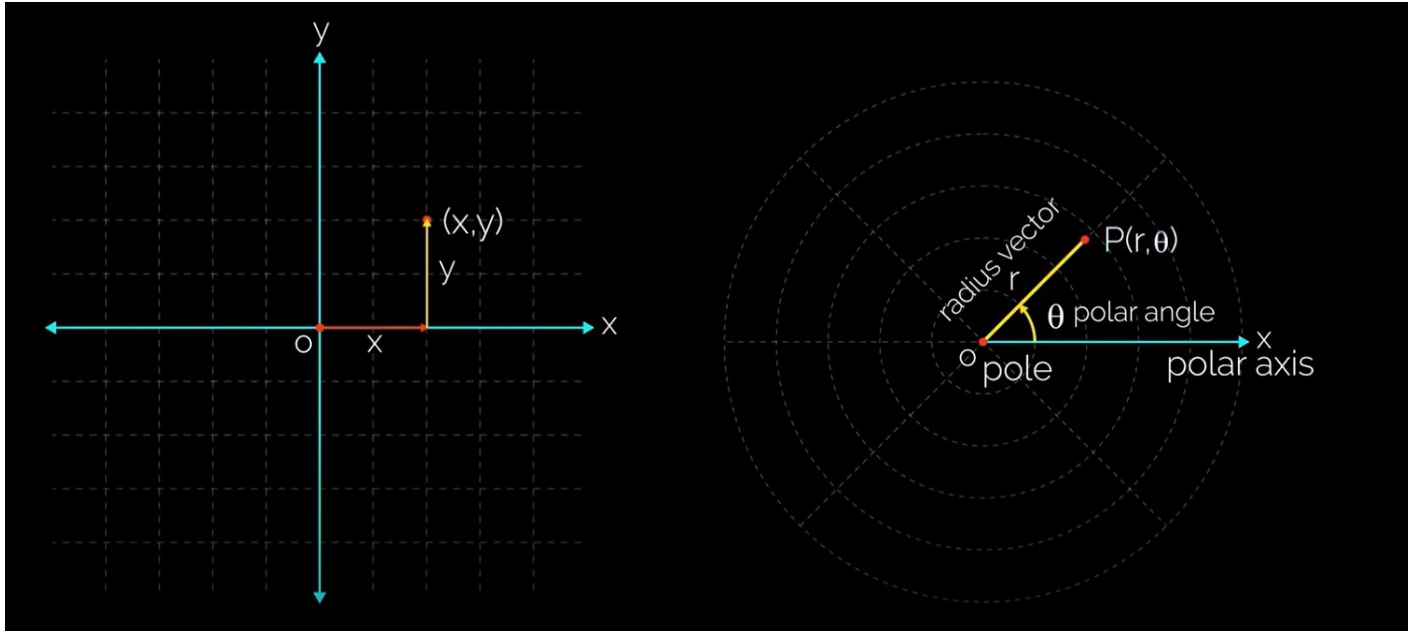 y
(x,y)
y
x
o
x
radius vector
r
P(r,θ)
θ polar angle
x
o
pole
polar axis